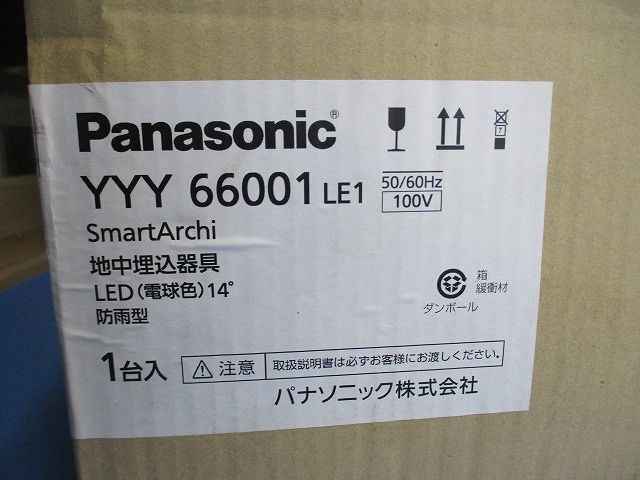 Panasonic®
7
YYY 66001 LE1
50/60Hz
100V
SmartArchi
地中埋込器具
LED（電球色）14°
防雨型
箱
緩衝材
ダンボール
1台入
注意
取扱説明書は必ずお客様にお渡しください。
パナソニック株式会社